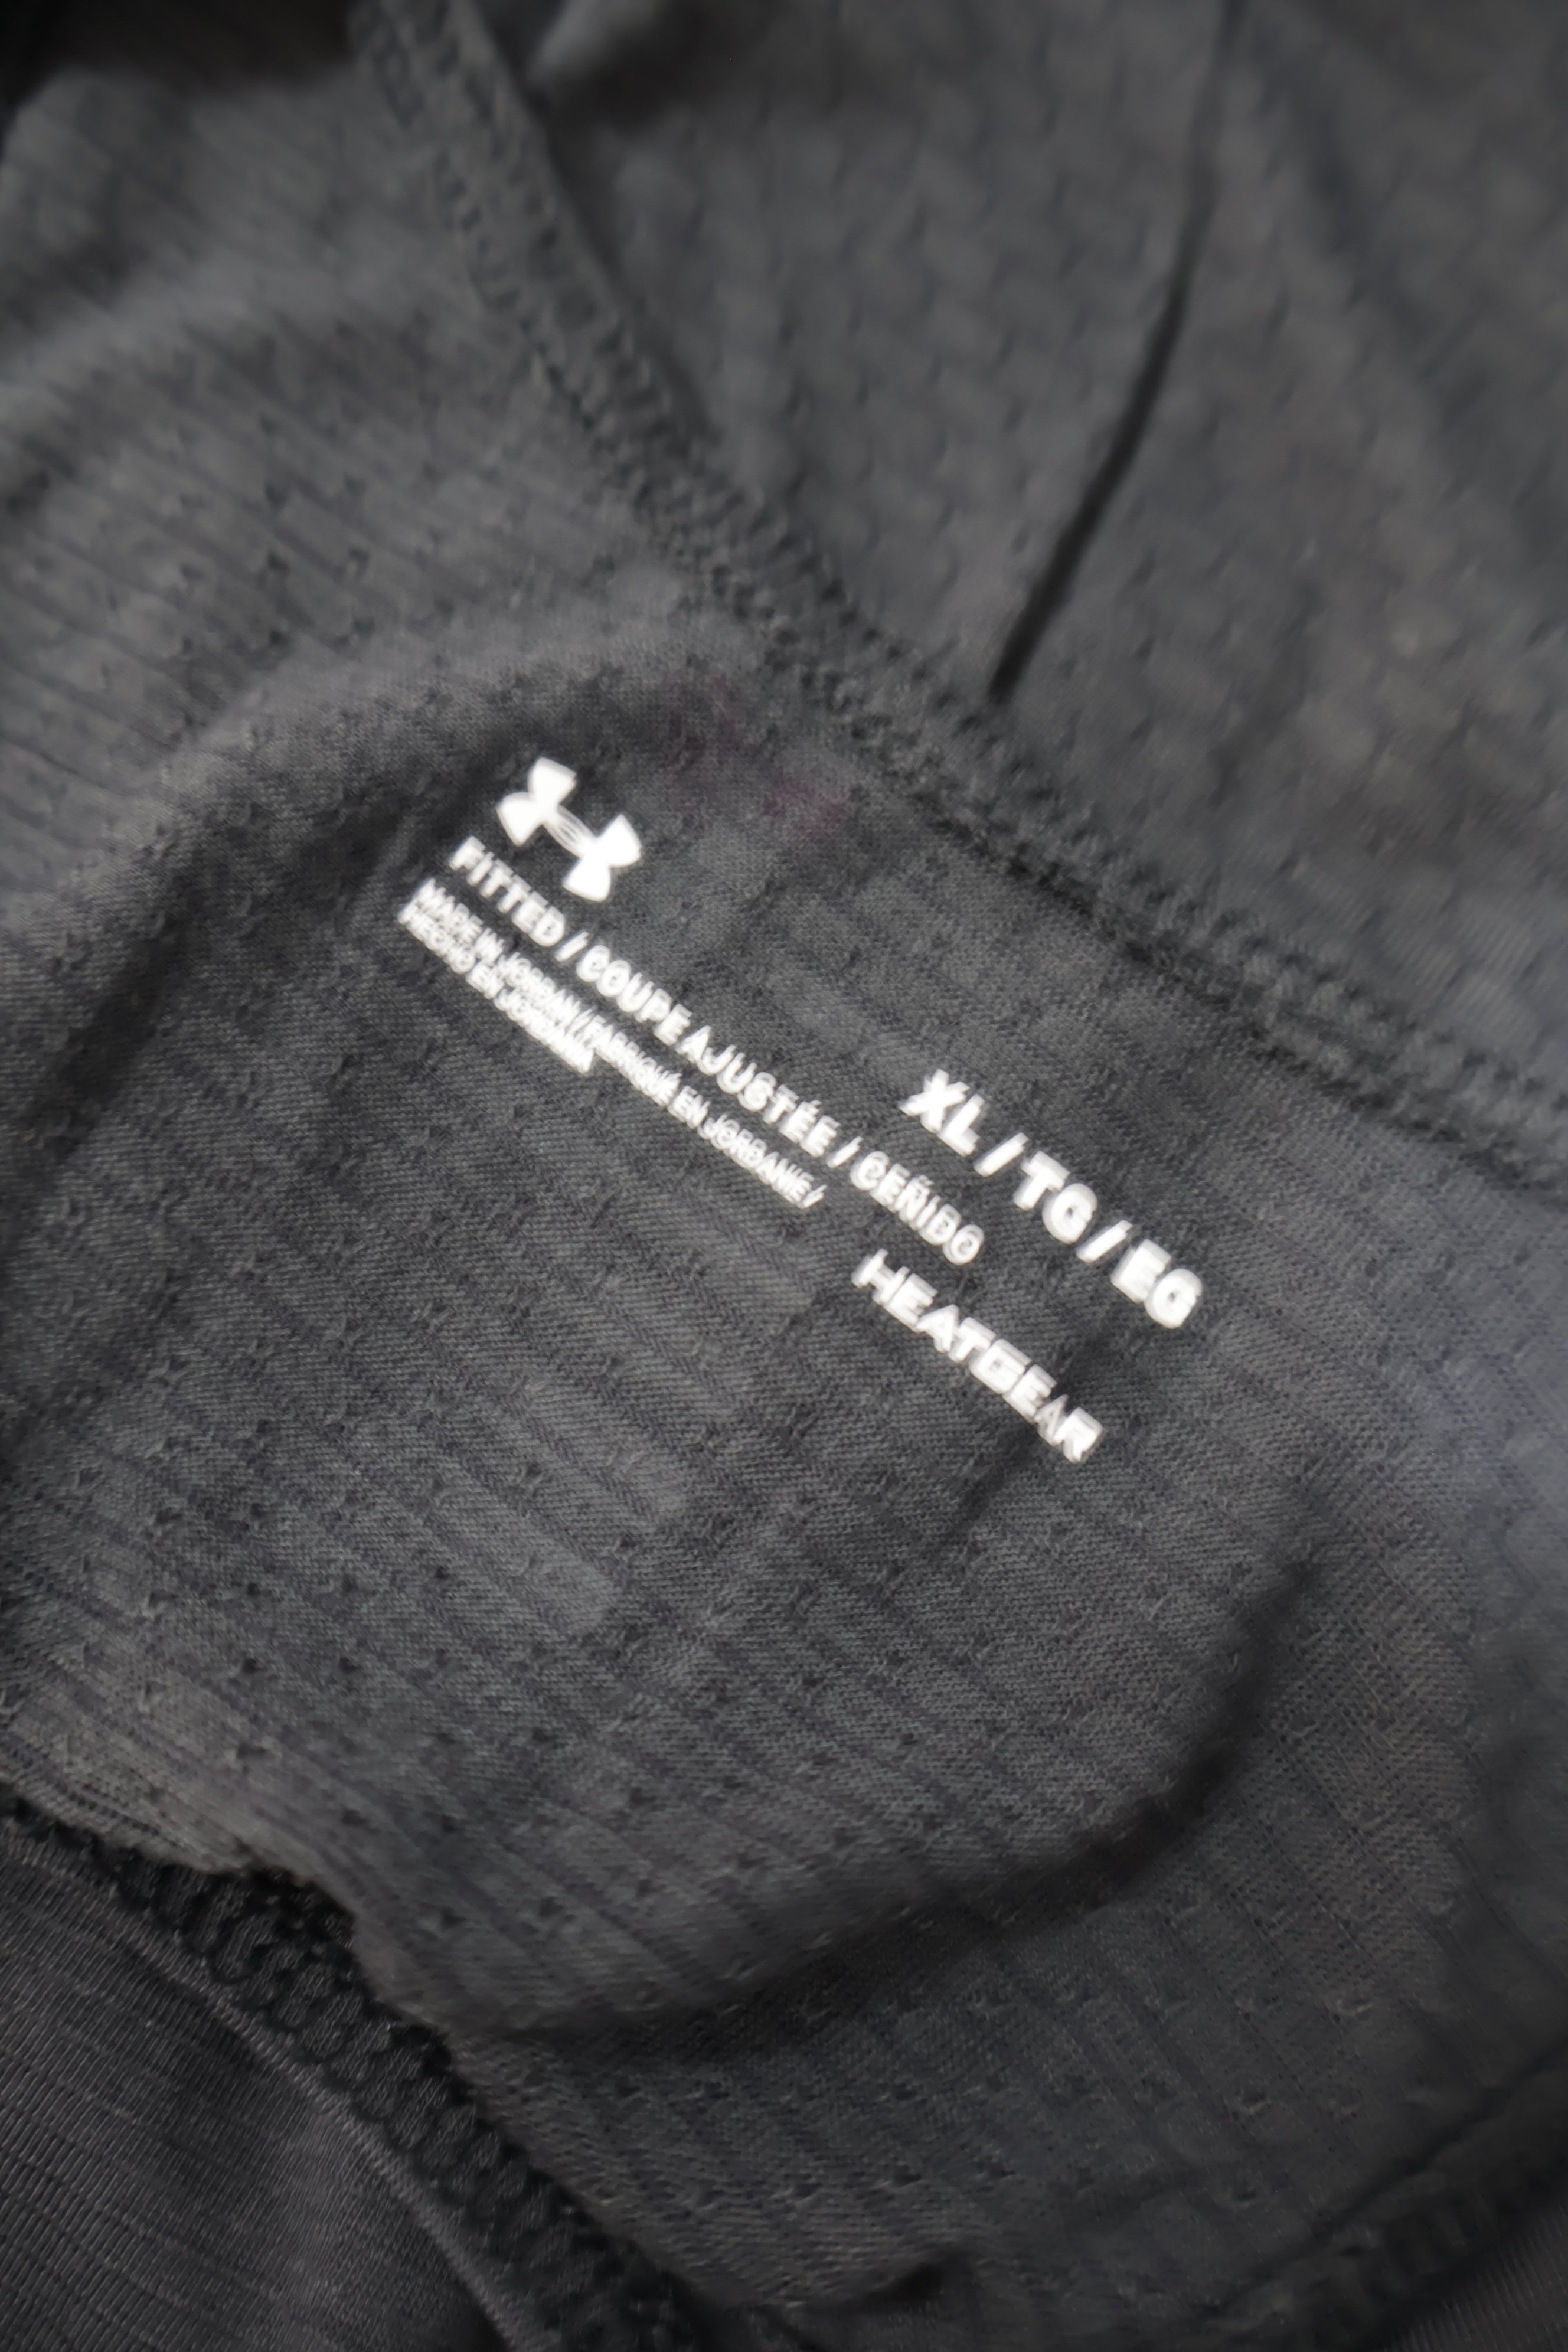 XL / TG / EG
FITTED / COUPE AJUSTÉE / CEÑIDO
MADE IN JORDAN / FABRIQUÉ EN JORDANIE /
HECHO EN JORDANIA
HEATGEAR